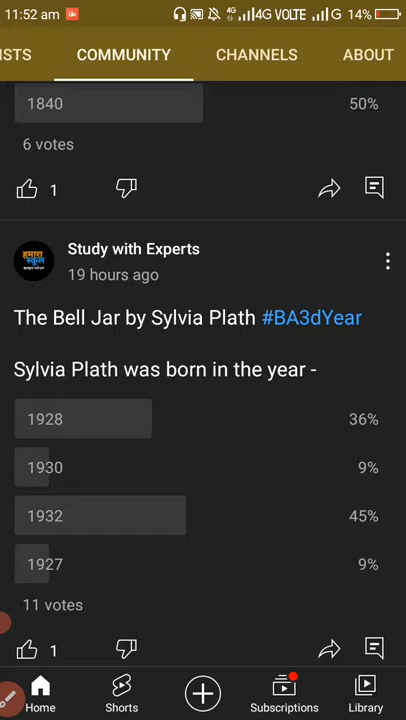 11:52 am 4G 4G VOLTE G 14%
ISTS COMMUNITY CHANNELS ABOUT
1840 50%
6 votes
1
हमारा
स्कूल
Study with Experts
19 hours ago
The Bell Jar by Sylvia Plath #BA3dYear
Sylvia Plath was born in the year -
1928 36%
1930 9%
1932 45%
1927 9%
11 votes
1
Home Shorts Subscriptions Library